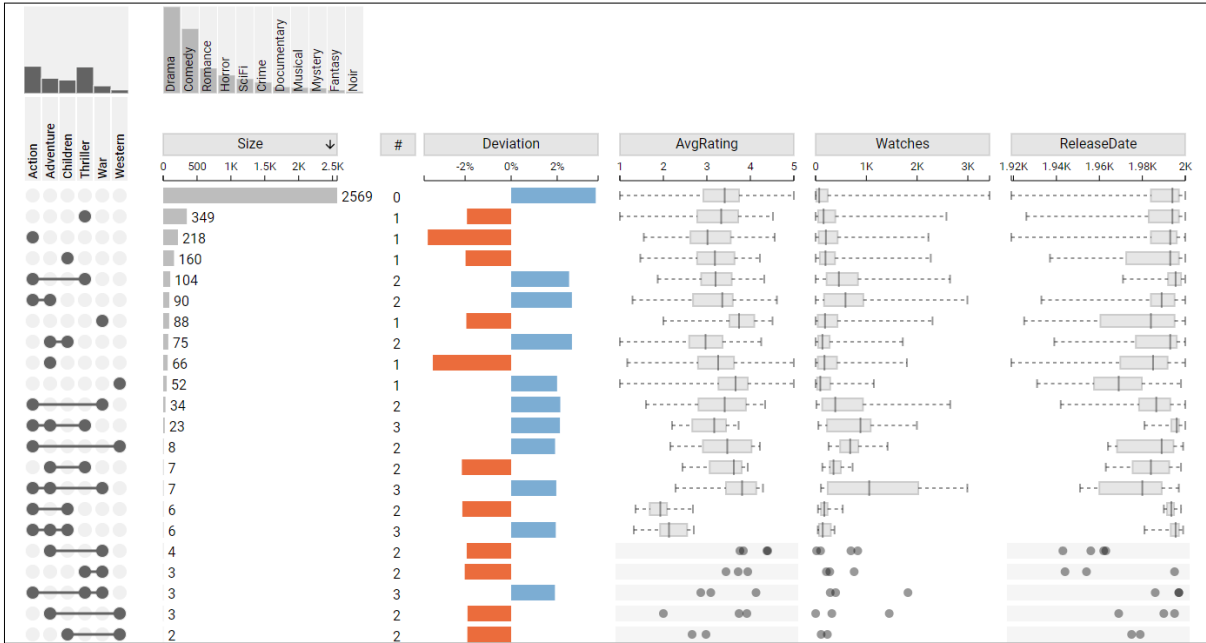 Drama
Comedy
Romance
Horror
SciFi
Crime
Documentary
Musical
Mystery
Fantasy
Noir
Action
Adventure
Children
Thriller
War
Western
Size
#
Deviation
AvgRating
Watches
ReleaseDate
0 500 1K 1.5K 2K 2.5K
-2% 0% 2%
1 2 3 4 5
0 1K 2K 3K
1.92K 1.94K 1.96K 1.98K 2K
2569 0
349 1
218 1
160 1
104 2
90 2
88 1
75 2
66 1
52 1
34 2
23 3
8 2
7 2
7 3
6 2
6 3
4 2
3 2
3 3
3 2
2 2